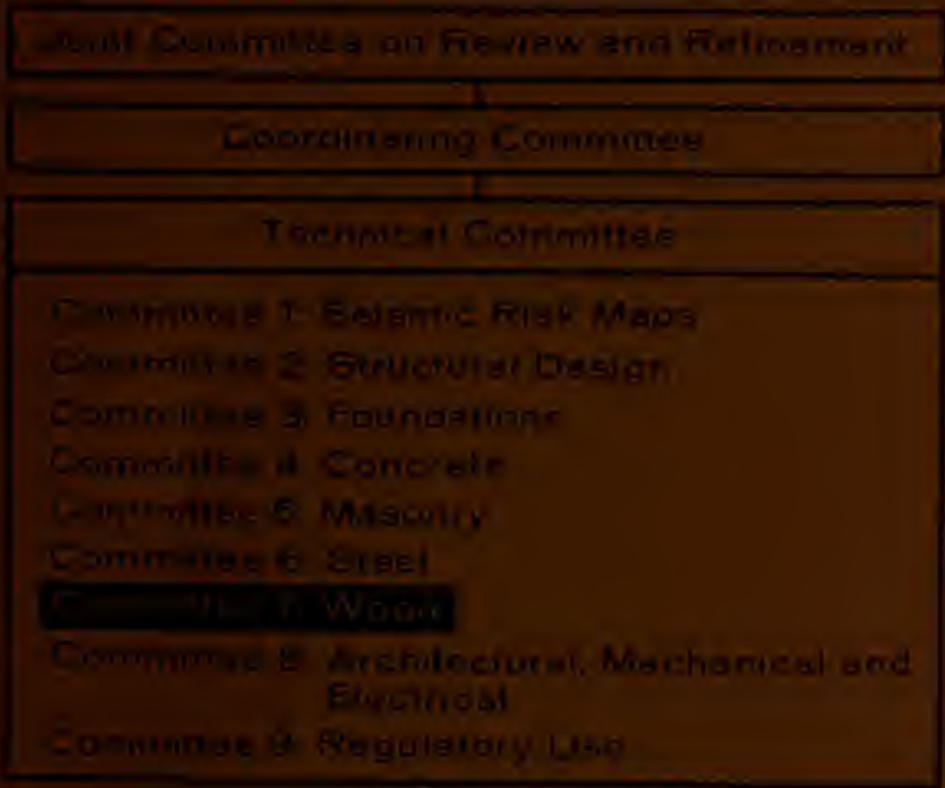 Joint Committee on Review and Refinement
Coordinating Committee
Technical Committee
Committee 1: Seismic Risk Maps
Committee 2: Structural Design
Committee 3: Foundations
Committee 4: Concrete
Committee 5: Masonry
Committee 6: Steel
Committee 7: Wood
Committee 8: Architectural, Mechanical and
Electrical
Committee 9: Regulatory Use